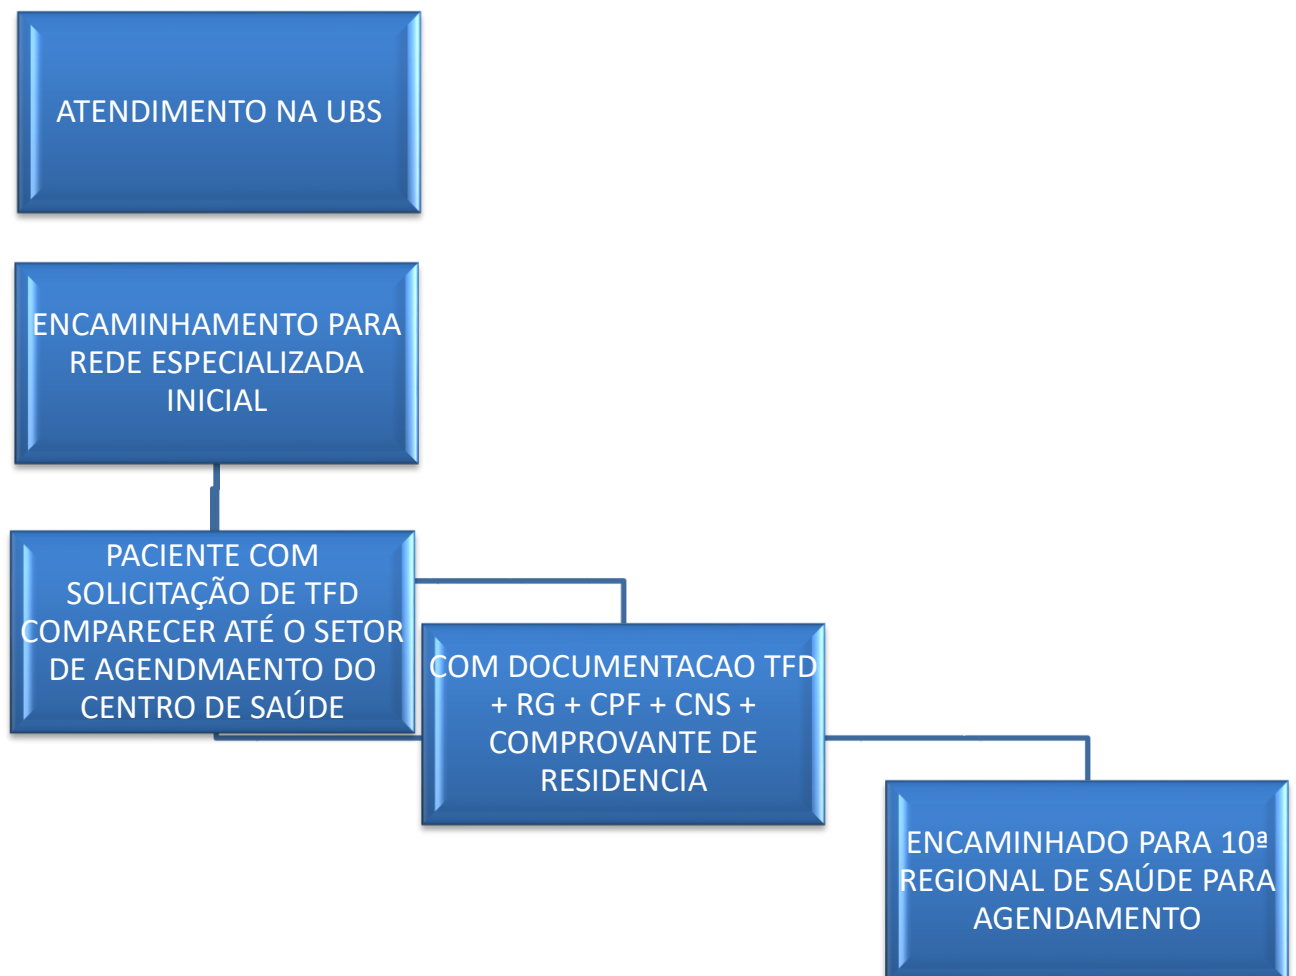 ATENDIMENTO NA UBS
ENCAMINHAMENTO PARA
REDE ESPECIALIZADA
INICIAL
PACIENTE COM
SOLICITAÇÃO DE TFD
COMPARECER ATÉ O SETOR
DE AGENDMAENTO DO
CENTRO DE SAÚDE
COM DOCUMENTACAO TFD
+ RG + CPF + CNS +
COMPROVANTE DE
RESIDENCIA
ENCAMINHADO PARA 10ª
REGIONAL DE SAÚDE PARA
AGENDAMENTO